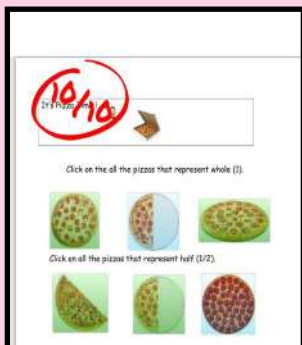 10/10
It's Pizza Time!
Click on the all the pizzas that represent whole (1).
Click on all the pizzas that represent half (1/2).